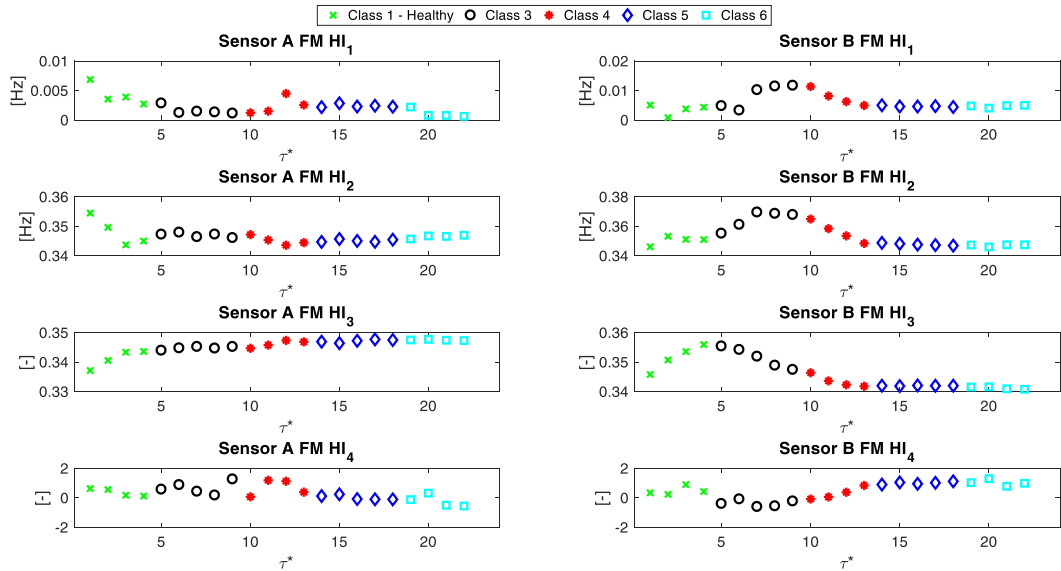 Class 1 - Healthy Class 3 Class 4 Class 5 Class 6
Sensor A FM HI1
[Hz]
0.01
0.005
0
5 10 15 20
τ*
Sensor B FM HI1
[Hz]
0.02
0.01
0
5 10 15 20
τ*
Sensor A FM HI2
[Hz]
0.36
0.35
0.34
5 10 15 20
τ*
Sensor B FM HI2
[Hz]
0.38
0.36
0.34
5 10 15 20
τ*
Sensor A FM HI3
[-]
0.35
0.34
0.33
5 10 15 20
τ*
Sensor B FM HI3
[-]
0.36
0.35
0.34
5 10 15 20
τ*
Sensor A FM HI4
[-]
2
0
-2
5 10 15 20
τ*
Sensor B FM HI4
[-]
2
0
-2
5 10 15 20
τ*